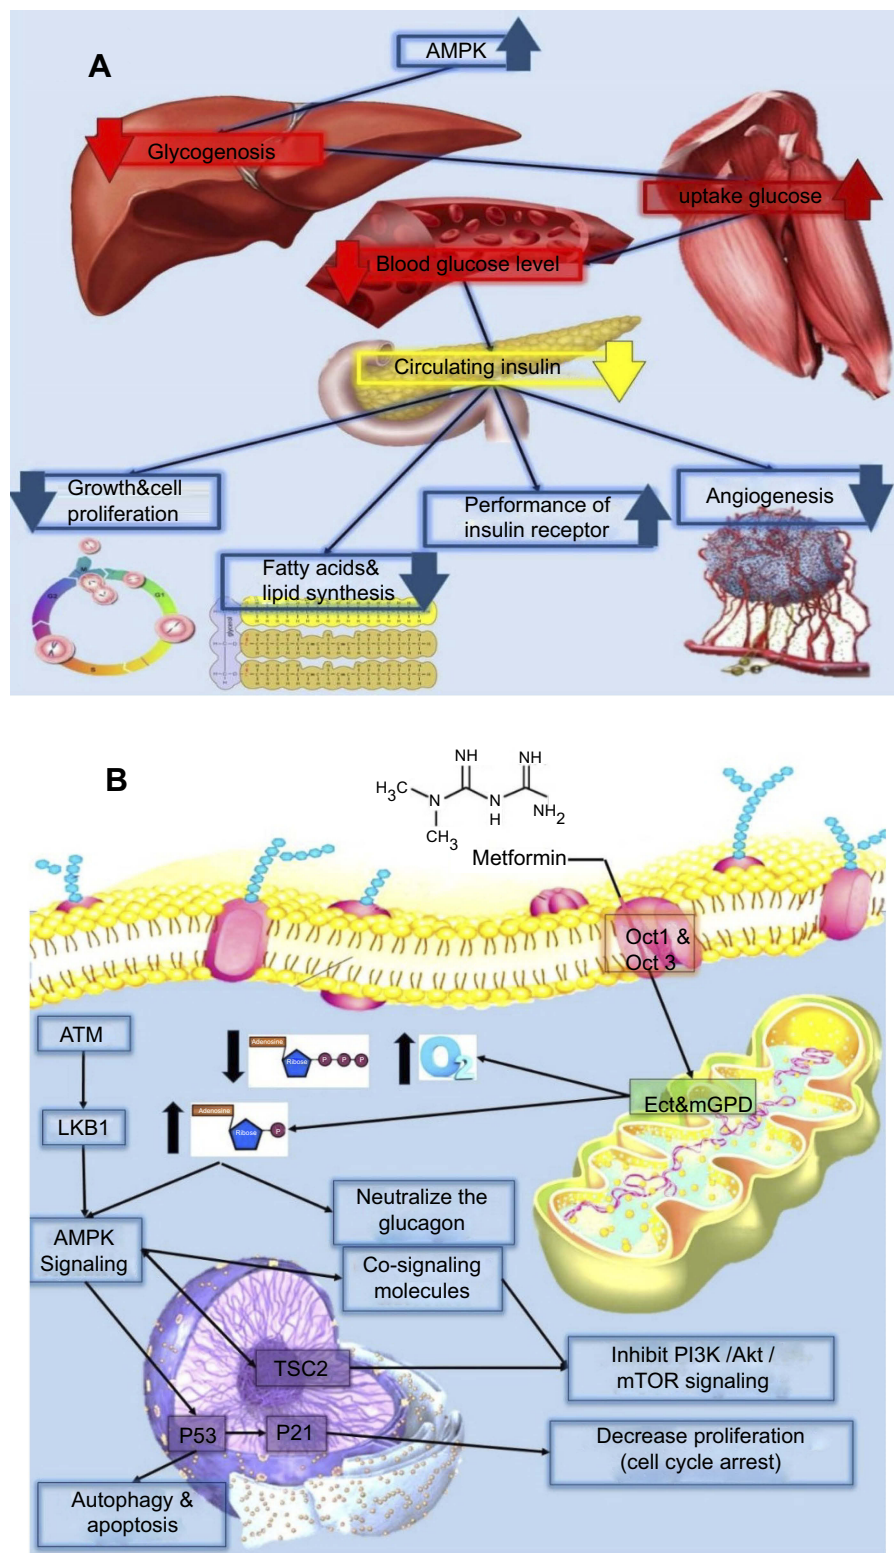 A
AMPK
Glycogenosis
uptake glucose
Blood glucose level
Circulating insulin
Growth&cell
proliferation
Performance of
insulin receptor
Angiogenesis
Fatty acids&
lipid synthesis
G2
G1
S
glycerol
B
NH
NH
H3C
N
N
H
NH2
CH3
Metformin
Oct1 &
Oct 3
ATM
Adenosine
Ribose
P P P
O2
Ect&mGPD
LKB1
Adenosine
Ribose
P
Neutralize the
glucagon
AMPK
Signaling
Co-signaling
molecules
TSC2
Inhibit PI3K /Akt /
mTOR signaling
P53
P21
Decrease proliferation
(cell cycle arrest)
Autophagy &
apoptosis